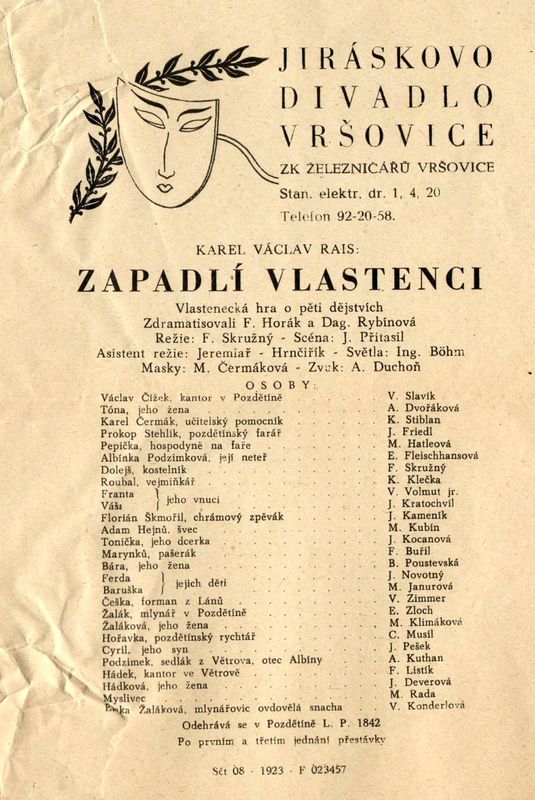 JIRÁSKOVO
DIVADLO
VRŠOVICE
ZK ŽELEZNIČÁŘŮ VRŠOVICE
Stan. elektr. dr. 1, 4, 20
Telefon 92-20-58.
KAREL VÁCLAV RAIS:
ZAPADLÍ VLASTENCI
Vlastenecká hra o pěti dějstvích
Zdramatisovali F. Horák a Dag. Rybínová
Režie: F. Skružný - Scéna: J. Přitasil
Asistent režie: Jeremiař - Hrnčiřík - Světla: Ing. Böhm
Masky: M. Čermáková - Zvuk: A. Duchoň
OSOBY:
Václav Čížek, kantor v Pozdětíně . . . . . V. Slavík
Tóna, jeho žena . . . . . A. Dvořáková
Karel Čermák, učitelský pomocník . . . . . K. Stiblan
Prokop Stehlík, pozdětínský farář . . . . . J. Friedl
Pepička, hospodyně na faře . . . . . M. Hatleová
Albínka Podzimková, její neteř . . . . . E. Fleischhansová
Dolejš, kostelník . . . . . F. Skružný
Roubal, vejmiňkář . . . . . K. Klečka
Franta } jeho vnuci . . . . . V. Volmut jr.
Váša } jeho vnuci . . . . . J. Kratochvíl
Florián Škmořil, chrámový zpěvák . . . . . J. Kameník
Adam Hejnů, švec . . . . . M. Kubín
Tonička, jeho dcerka . . . . . J. Kocanová
Marynků, pašerák . . . . . F. Buřil
Bára, jeho žena . . . . . B. Poustevská
Ferda } jejich děti . . . . . J. Novotný
Baruška } jejich děti . . . . . M. Janurová
Češka, forman z Lánů . . . . . V. Zimmer
Žalák, mlynář v Pozdětíně . . . . . E. Zloch
Žaláková, jeho žena . . . . . M. Klimáková
Hořavka, pozdětínský rychtář . . . . . C. Musil
Cyril, jeho syn . . . . . J. Pešek
Podzimek, sedlák z Větrova, otec Albíny . . . . . A. Kuthan
Hádek, kantor ve Větrově . . . . . F. Listík
Hádková, jeho žena . . . . . J. Deverová
Myslivec . . . . . M. Rada
Žaláková, mlynářovic ovdovělá snacha . . . . . V. Konderlová
Odehrává se v Pozdětíně L. P. 1842
Po prvním a třetím jednání přestávky
Sčt 08 - 1923 - F 023457